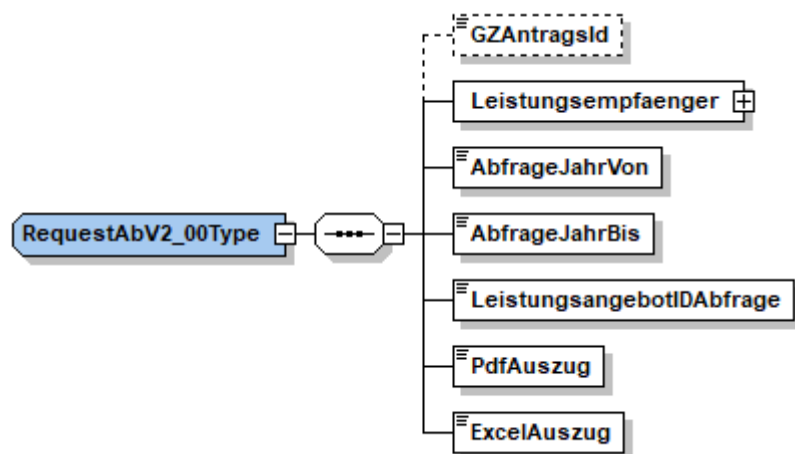 GZAntragsId
Leistungsempfaenger
AbfrageJahrVon
RequestAbV2_00Type
AbfrageJahrBis
LeistungsangebotIDAbfrage
PdfAuszug
ExcelAuszug